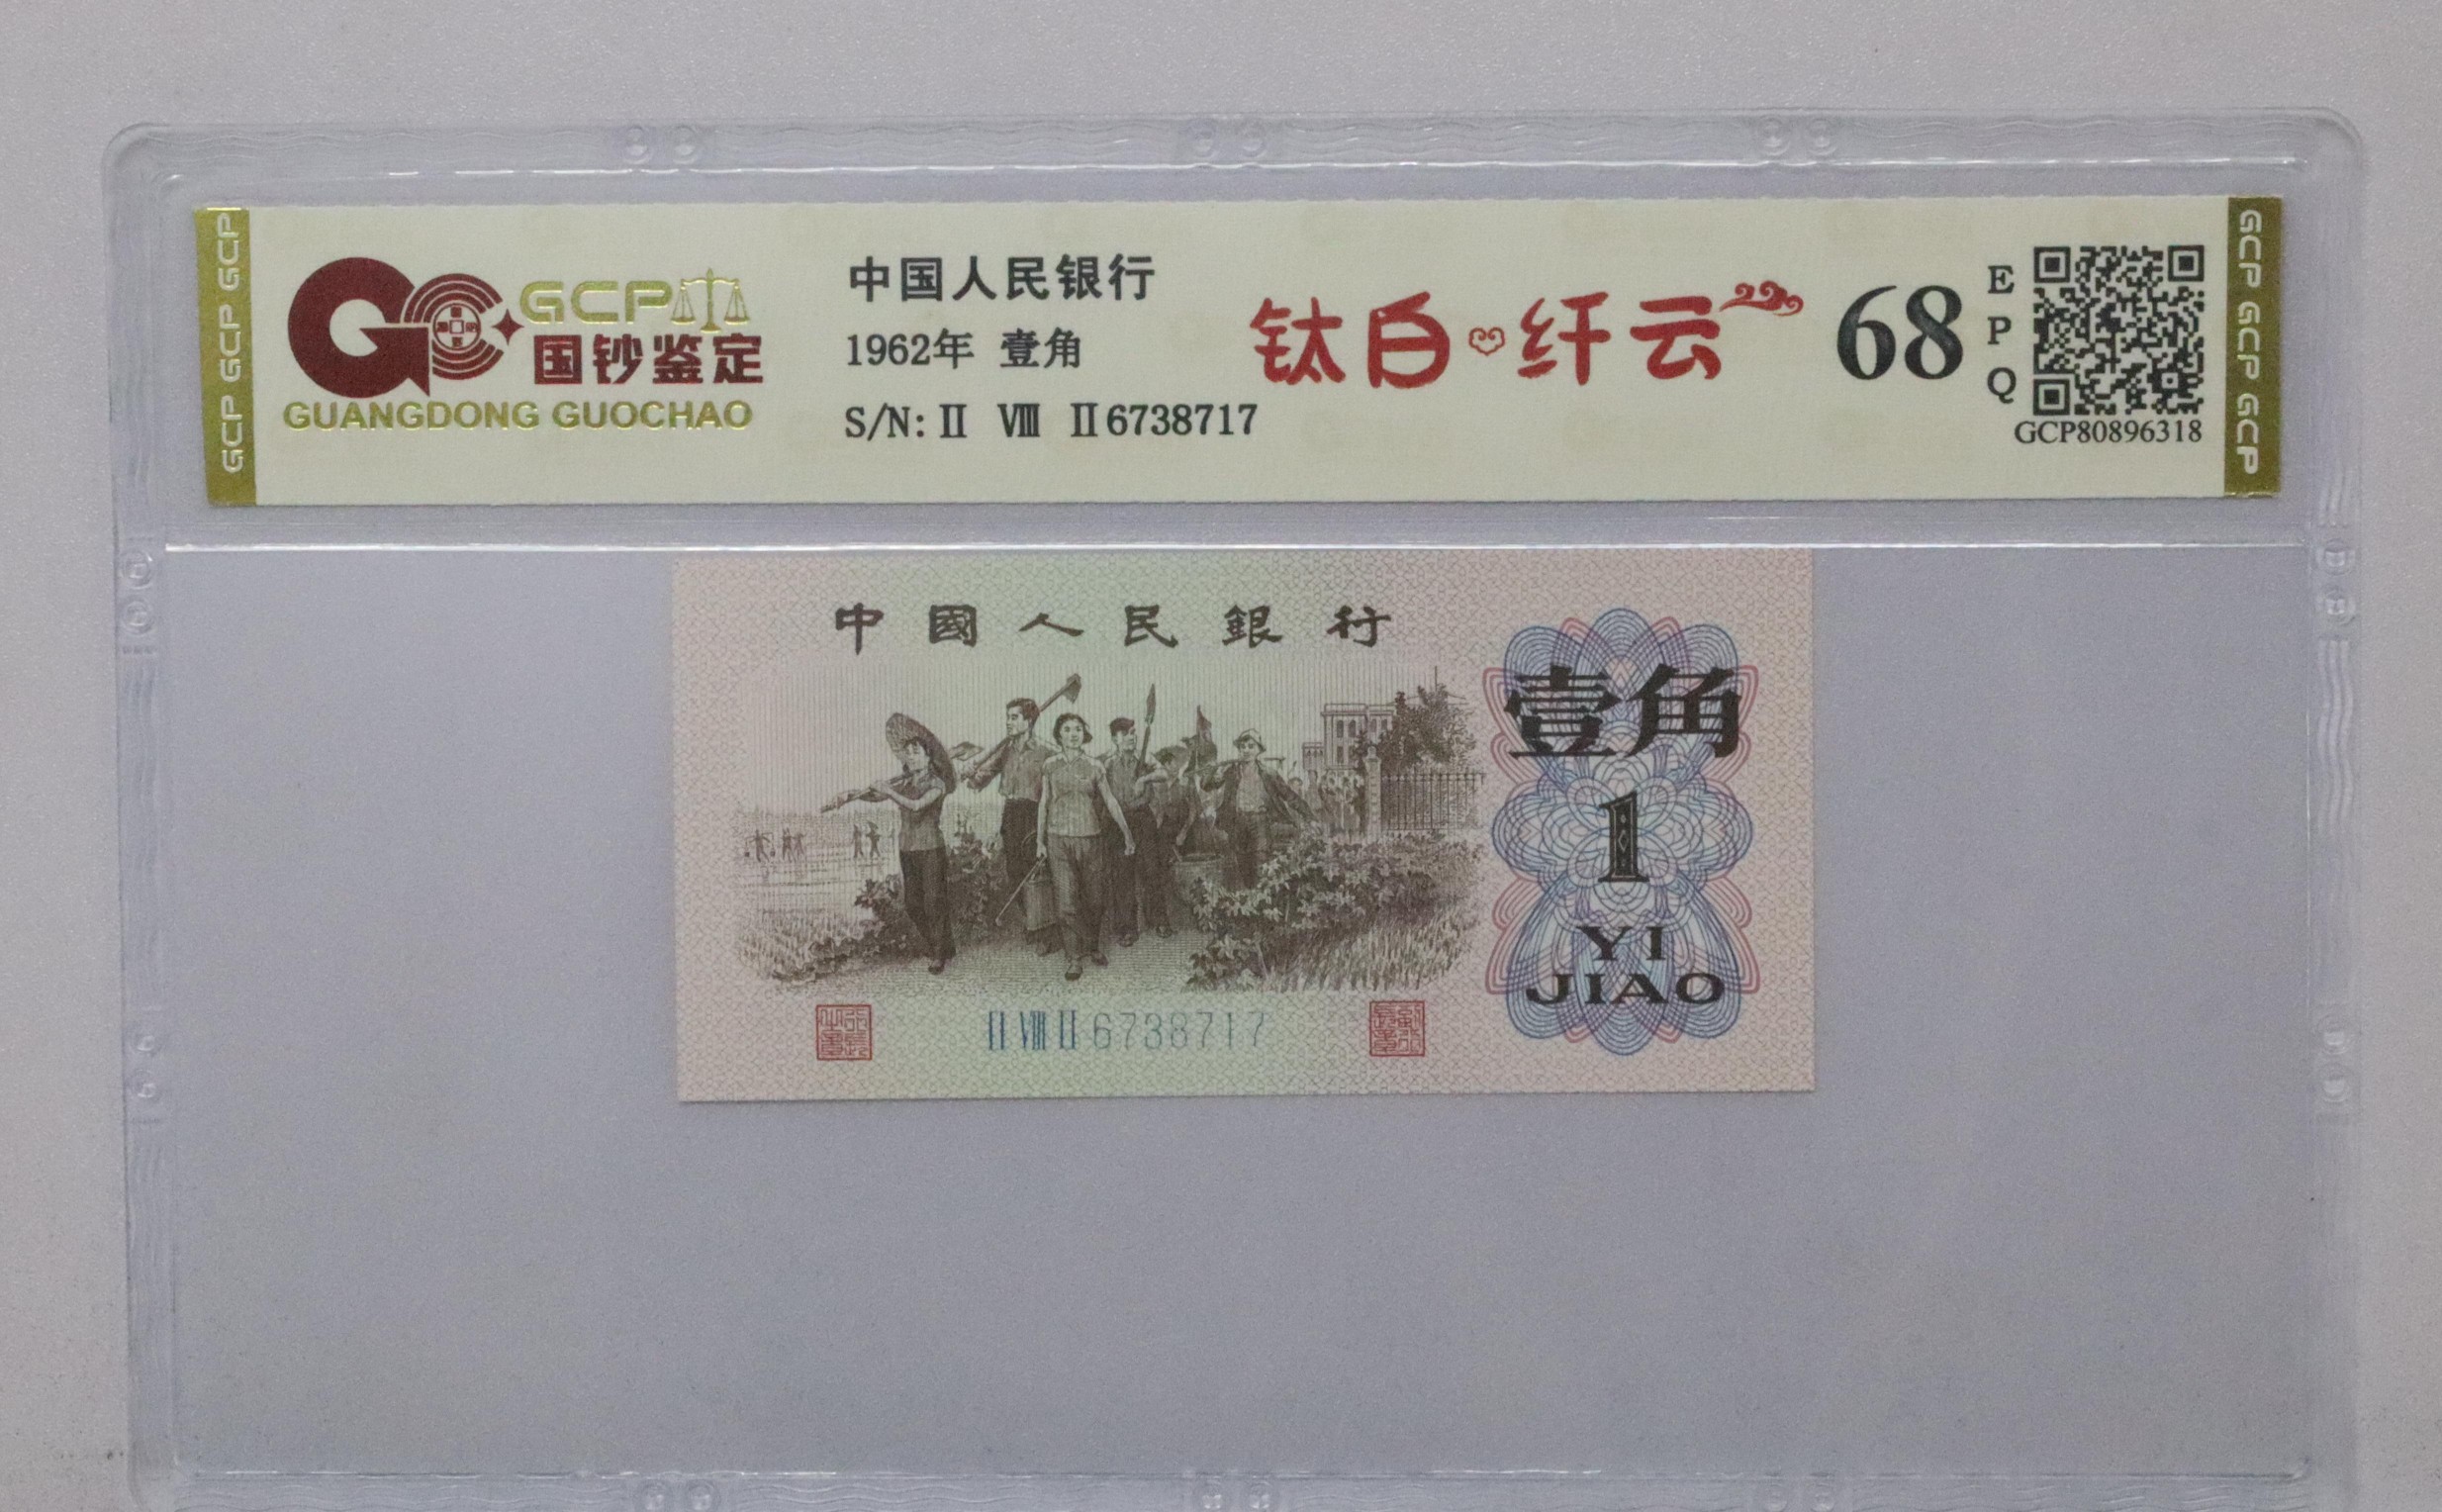 GCP GCP GCP
GCP
国钞鉴定
GUANGDONG GUOCHAO
中国人民银行
1962年 壹角
S/N: Ⅱ Ⅷ Ⅱ6738717
钛白 纤云
68
EPQ
GCP80896318
GCP GCP GCP
中國人民銀行
壹角
1
YI
JIAO
Ⅱ Ⅷ Ⅱ 6738717